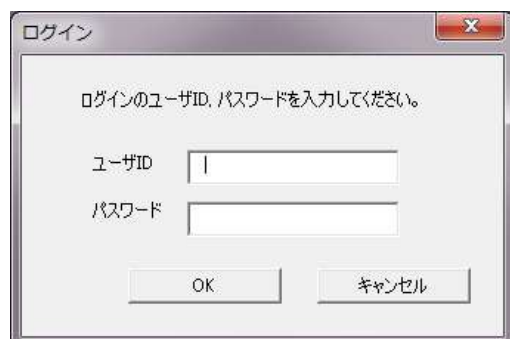 ログイン
ログインのユーザID, パスワードを入力してください。
ユーザID
パスワード
OK
キャンセル